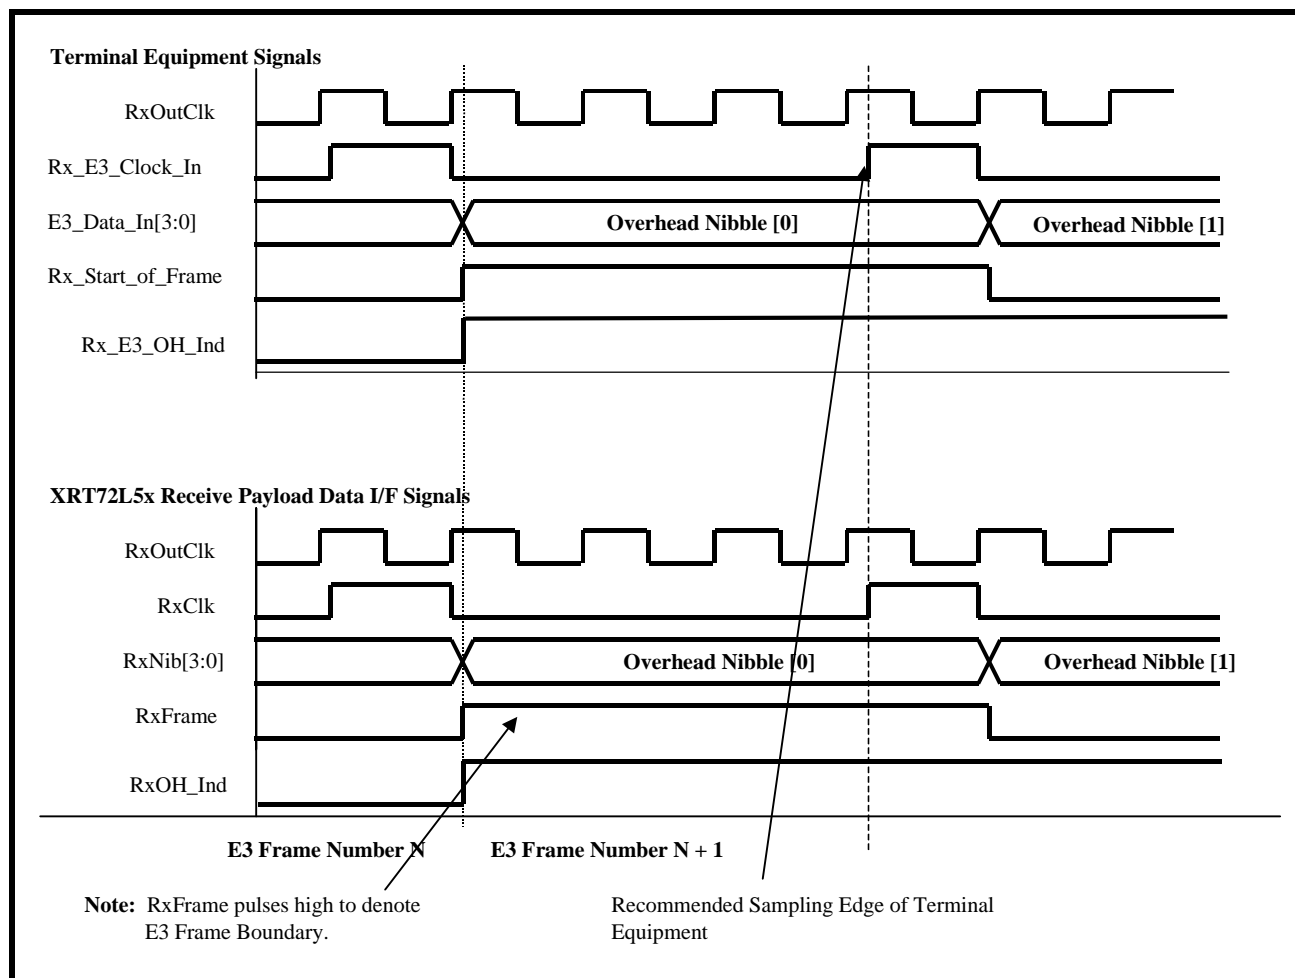 Terminal Equipment Signals
RxOutClk
Rx_E3_Clock_In
E3_Data_In[3:0]
Overhead Nibble [0]
Overhead Nibble [1]
Rx_Start_of_Frame
Rx_E3_OH_Ind
XRT72L5x Receive Payload Data I/F Signals
RxOutClk
RxClk
RxNib[3:0]
Overhead Nibble [0]
Overhead Nibble [1]
RxFrame
RxOH_Ind
E3 Frame Number N
E3 Frame Number N + 1
Note: RxFrame pulses high to denote
E3 Frame Boundary.
Recommended Sampling Edge of Terminal
Equipment